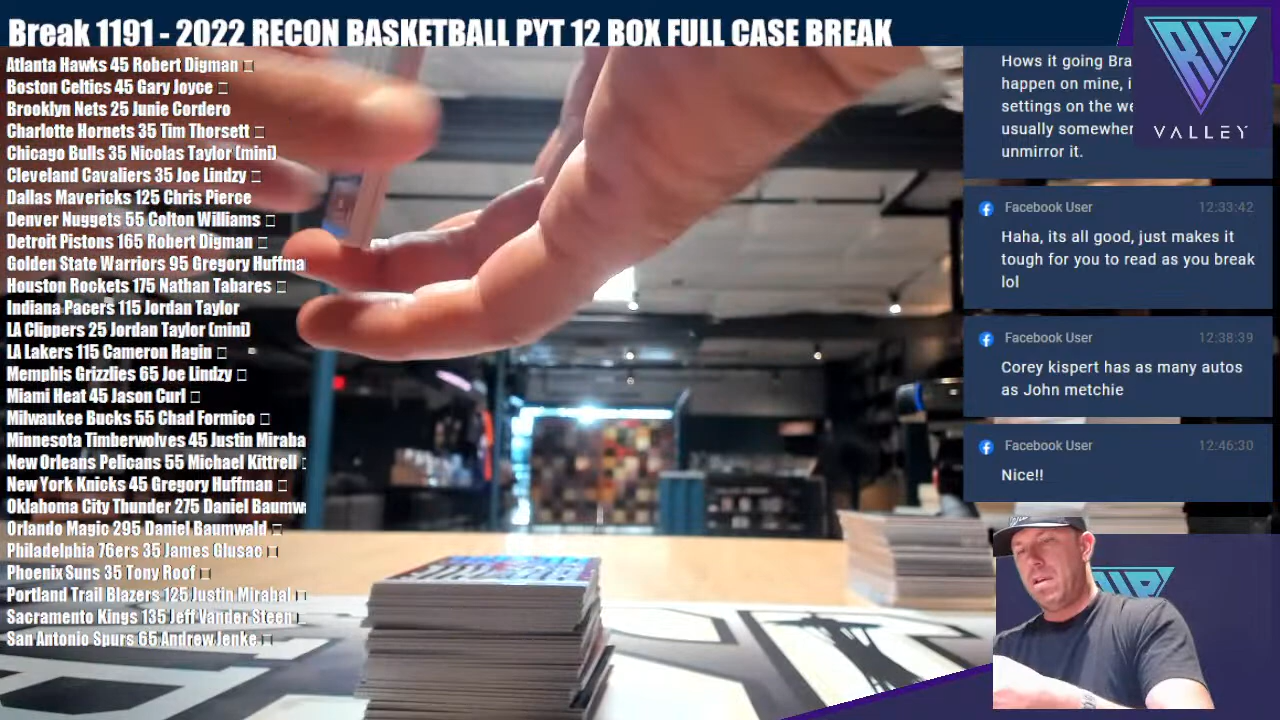 Break 1191 - 2022 RECON BASKETBALL PYT 12 BOX FULL CASE BREAK
Atlanta Hawks 45 Robert Digman
Boston Celtics 45 Gary Joyce
Brooklyn Nets 25 Junie Cordero
Charlotte Hornets 35 Tim Thorsett
Chicago Bulls 35 Nicolas Taylor (mini)
Cleveland Cavaliers 35 Joe Lindzy
Dallas Mavericks 125 Chris Pierce
Denver Nuggets 55 Colton Williams
Detroit Pistons 165 Robert Digman
Golden State Warriors 95 Gregory Huffma
Houston Rockets 175 Nathan Tabares
Indiana Pacers 115 Jordan Taylor
LA Clippers 25 Jordan Taylor (mini)
LA Lakers 115 Cameron Hagin
Memphis Grizzlies 65 Joe Lindzy
Miami Heat 45 Jason Curl
Milwaukee Bucks 55 Chad Formico
Minnesota Timberwolves 45 Justin Miraba
New Orleans Pelicans 55 Michael Kittrell
New York Knicks 45 Gregory Huffman
Oklahoma City Thunder 275 Daniel Baumw
Orlando Magic 295 Daniel Baumwald
Philadelphia 76ers 35 James Glusac
Phoenix Suns 35 Tony Roof
Portland Trail Blazers 125 Justin Mirabal
Sacramento Kings 135 Jeff Vander Steen
San Antonio Spurs 65 Andrew Jenke
Hows it going Bra
happen on mine, i
settings on the we
usually somewher
unmirror it.
RIP
VALLEY
Facebook User 12:33:42
Haha, its all good, just makes it
tough for you to read as you break
lol
Facebook User 12:38:39
Corey kispert has as many autos
as John metchie
Facebook User 12:46:30
Nice!!
RIP